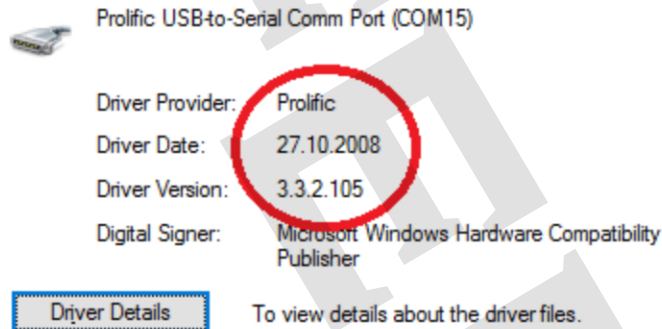 Prolific USB-to-Serial Comm Port (COM15)
Driver Provider: Prolific
Driver Date: 27.10.2008
Driver Version: 3.3.2.105
Digital Signer: Microsoft Windows Hardware Compatibility
Publisher
Driver Details To view details about the driver files.